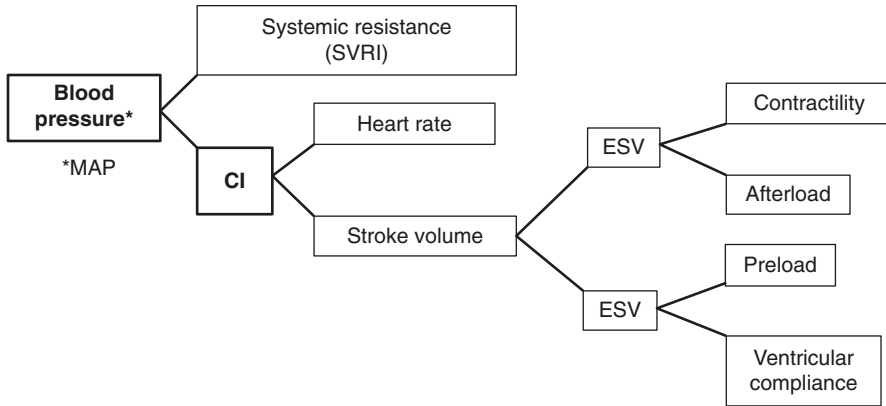 Systemic resistance
(SVRI)
Blood
pressure*
*MAP
Heart rate
CI
Stroke volume
ESV
Contractility
Afterload
ESV
Preload
Ventricular
compliance